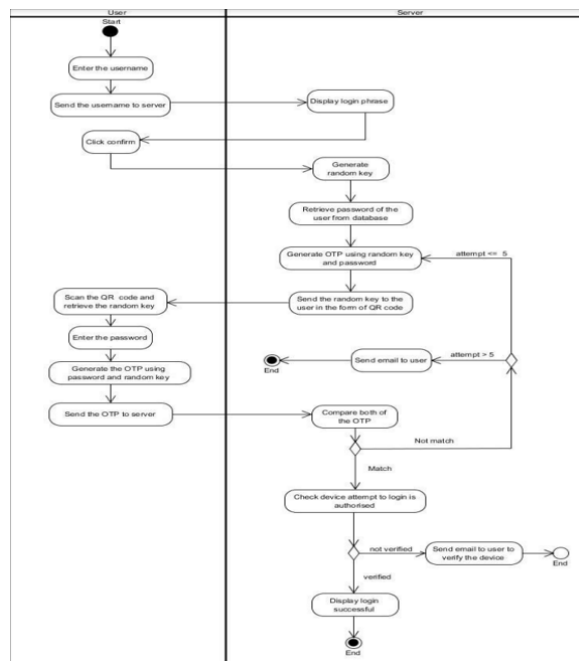 User
Server
Start
Enter the username
Send the username to server
Display login phrase
Click confirm
Generate
random key
Retrieve password of the
user from database
Generate OTP using random key
and password
attempt <= 5
Scan the QR code and
retrieve the random key
Send the random key to the
user in the form of QR code
Enter the password
End
Send email to user
attempt > 5
Generate the OTP using
password and random key
Send the OTP to server
Compare both of
the OTP
Not match
Match
Check device attempt to login is
authorised
not verified
Send email to user to
verify the device
End
verified
Display login
successful
End